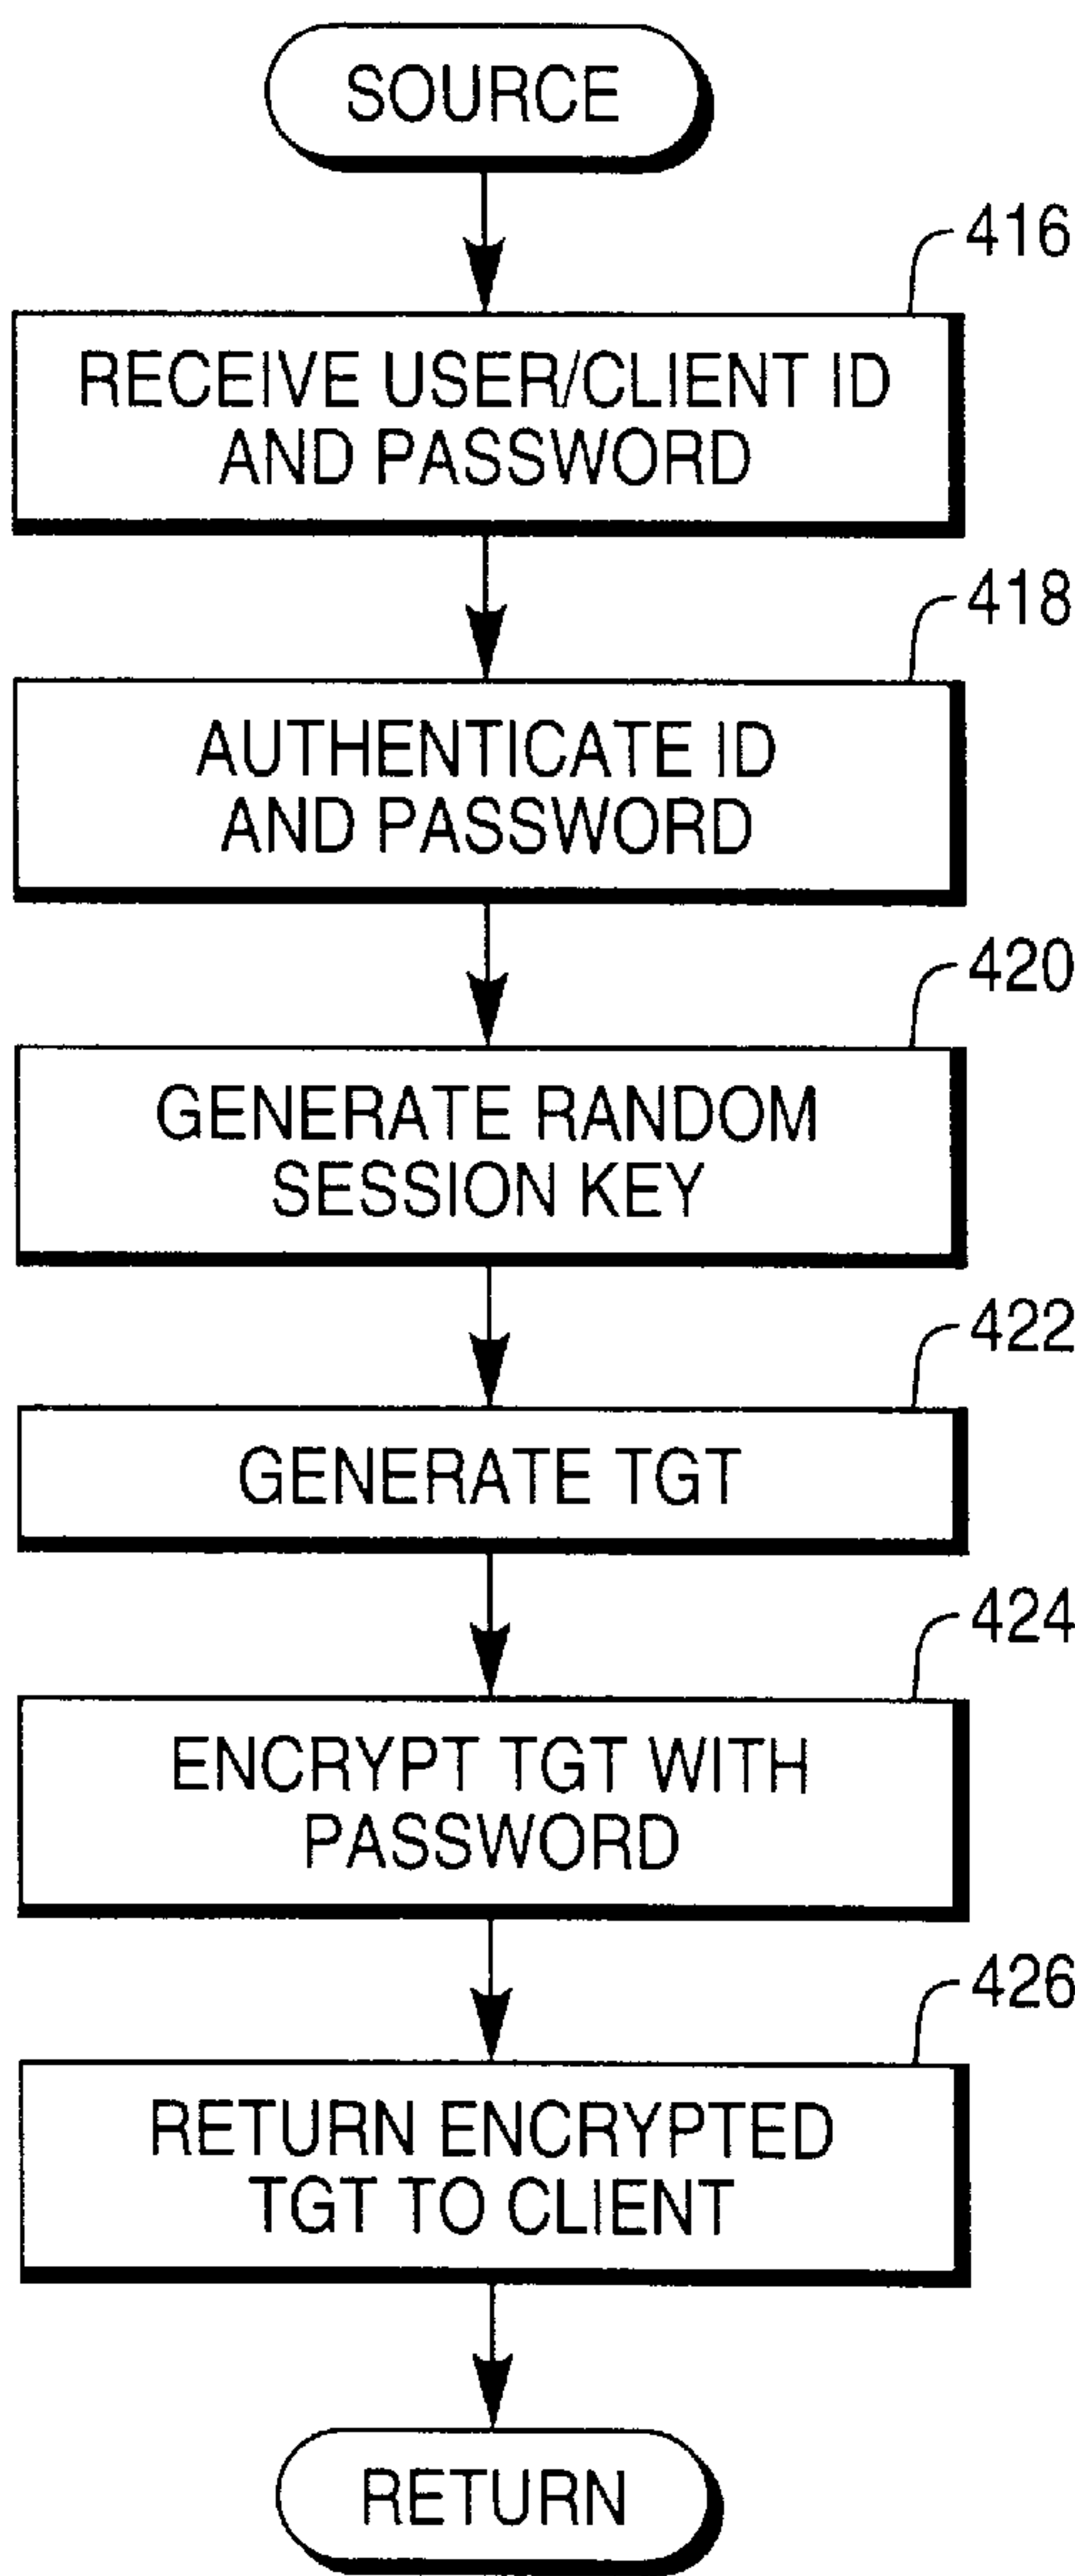 SOURCE
416
RECEIVE USER/CLIENT ID
AND PASSWORD
418
AUTHENTICATE ID
AND PASSWORD
420
GENERATE RANDOM
SESSION KEY
422
GENERATE TGT
424
ENCRYPT TGT WITH
PASSWORD
426
RETURN ENCRYPTED
TGT TO CLIENT
RETURN